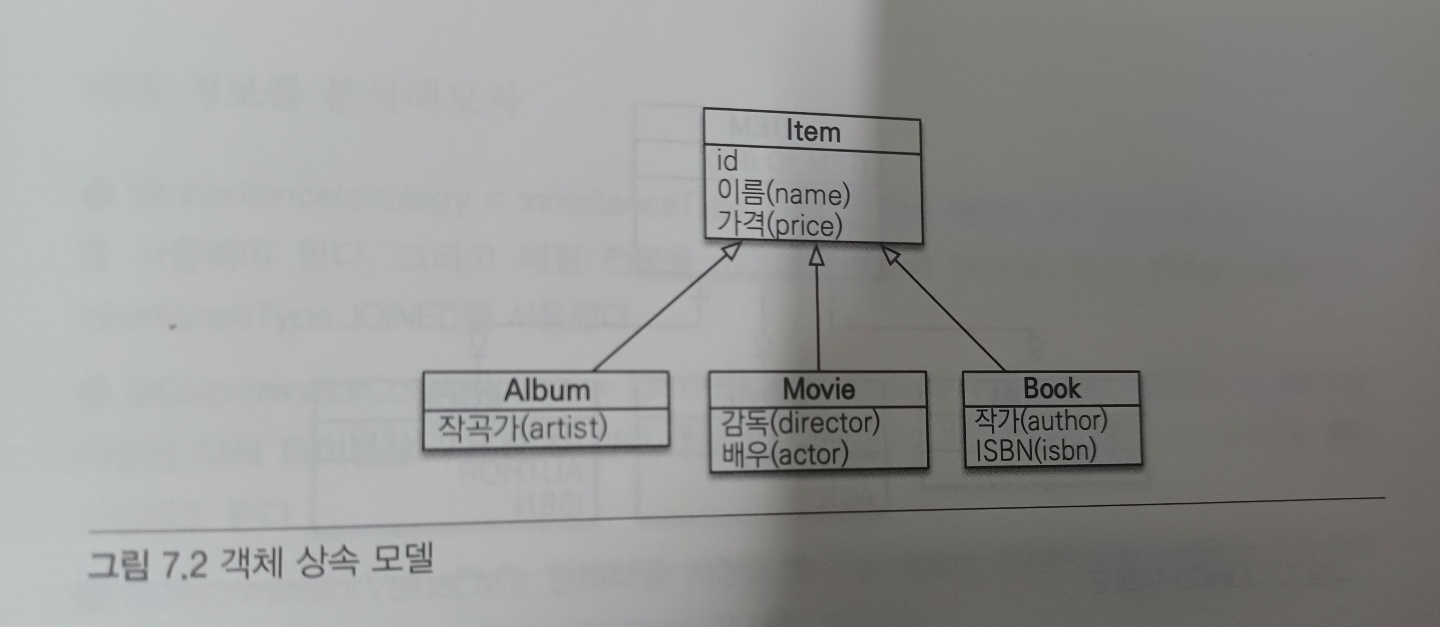 Item
id
이름(name)
가격(price)
Album
작곡가(artist)
Movie
감독(director)
배우(actor)
Book
작가(author)
ISBN(isbn)
그림 7.2 객체 상속 모델